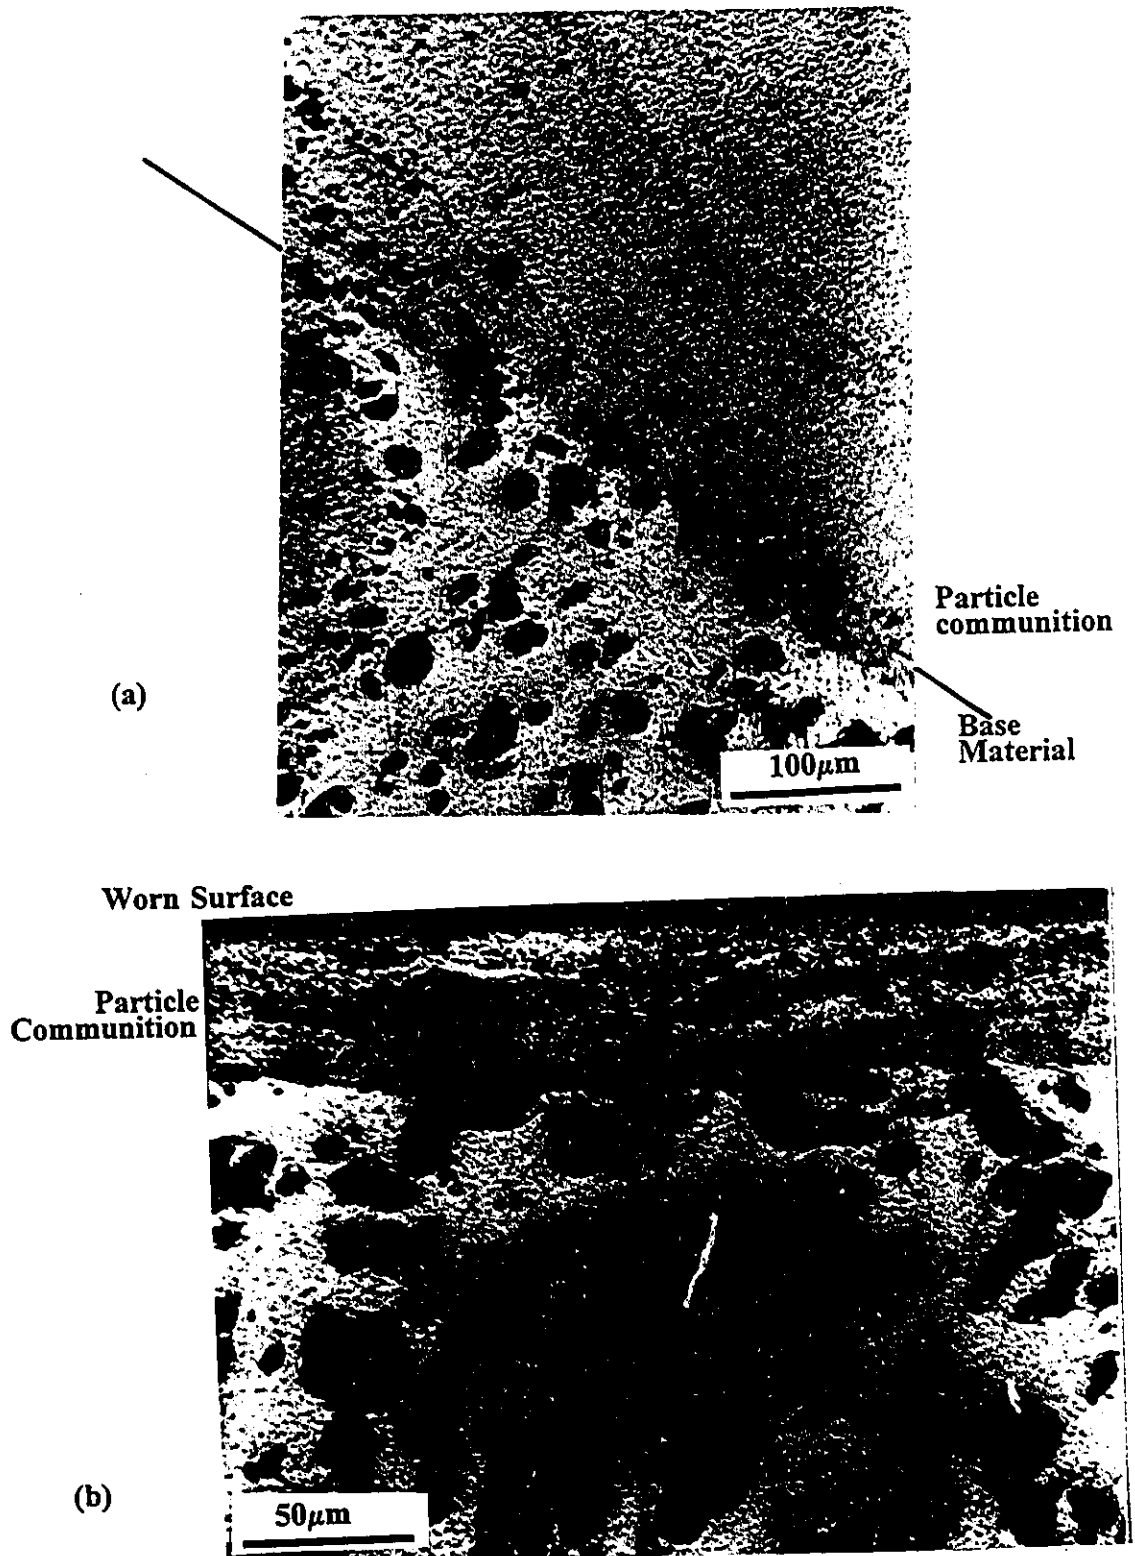 Particle
communition
(a)
Base
Material
100μm
Worn Surface
Particle
Communition
(b)
50μm